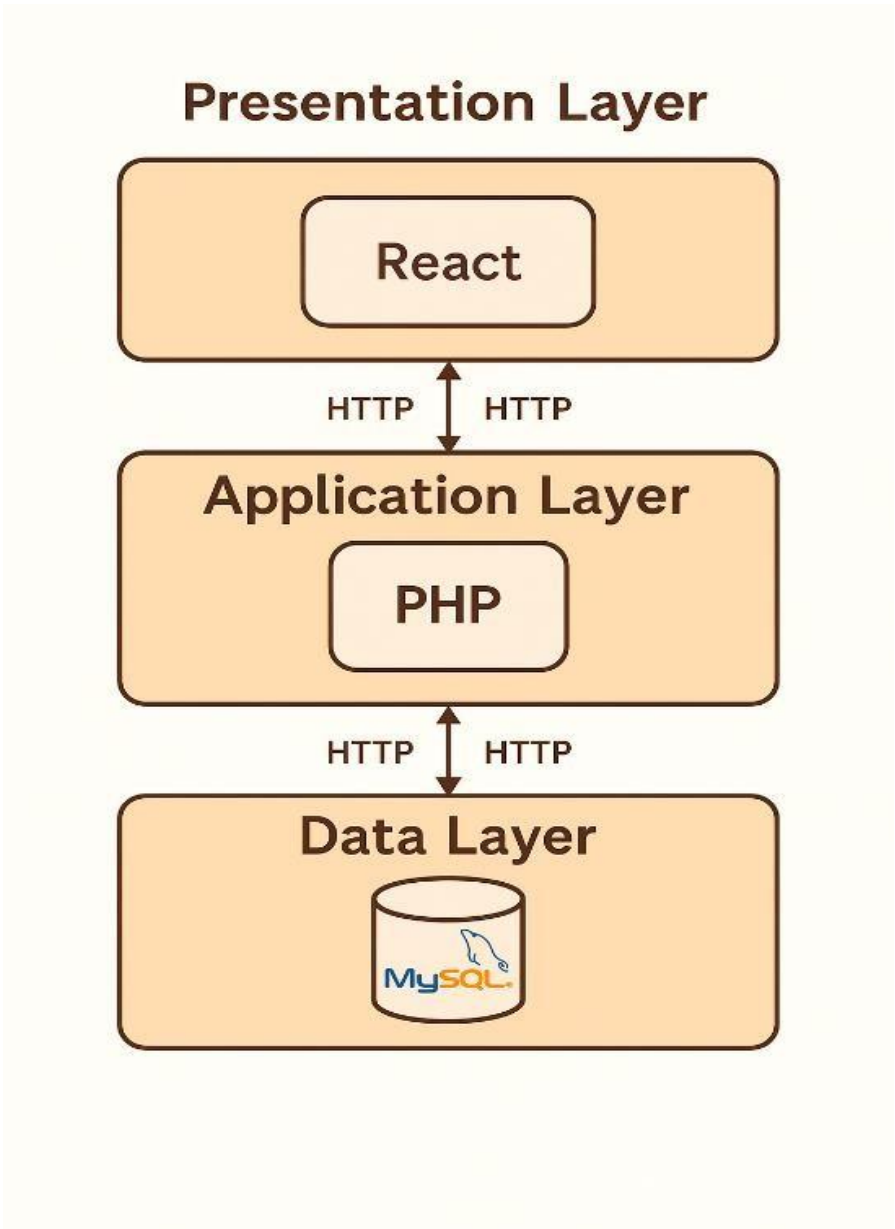 Presentation Layer
React
HTTP HTTP
Application Layer
PHP
HTTP HTTP
Data Layer
MySQL